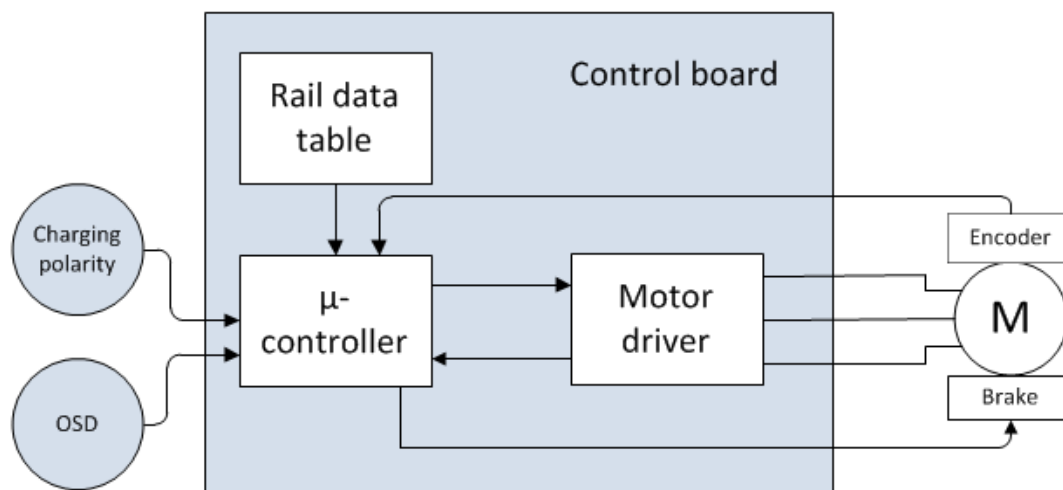 Control board
Rail data
table
Charging
polarity
Encoder
μ-
controller
Motor
driver
M
OSD
Brake